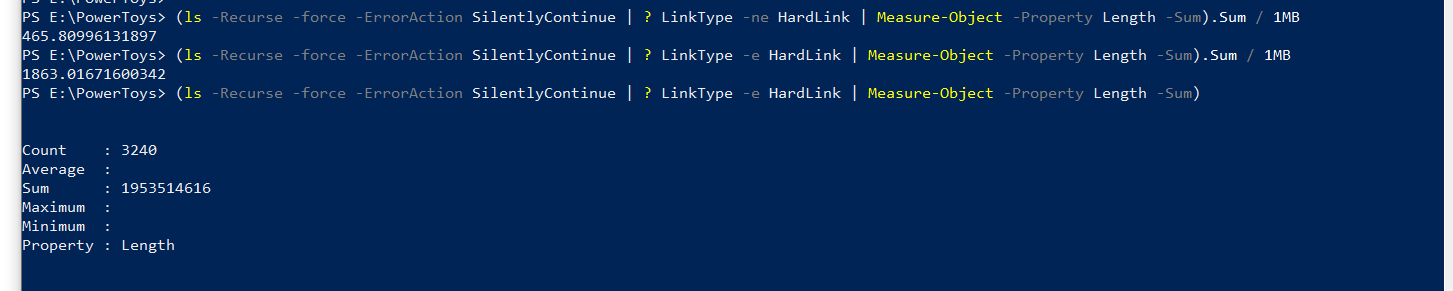 PS E:\PowerToys>
PS E:\PowerToys> (ls -Recurse -force -ErrorAction SilentlyContinue | ? LinkType -ne HardLink | Measure-Object -Property Length -Sum).Sum / 1MB
465.80996131897
PS E:\PowerToys> (ls -Recurse -force -ErrorAction SilentlyContinue | ? LinkType -e HardLink | Measure-Object -Property Length -Sum).Sum / 1MB
1863.01671600342
PS E:\PowerToys> (ls -Recurse -force -ErrorAction SilentlyContinue | ? LinkType -e HardLink | Measure-Object -Property Length -Sum)
Count    : 3240
Average  :
Sum      : 1953514616
Maximum  :
Minimum  :
Property : Length